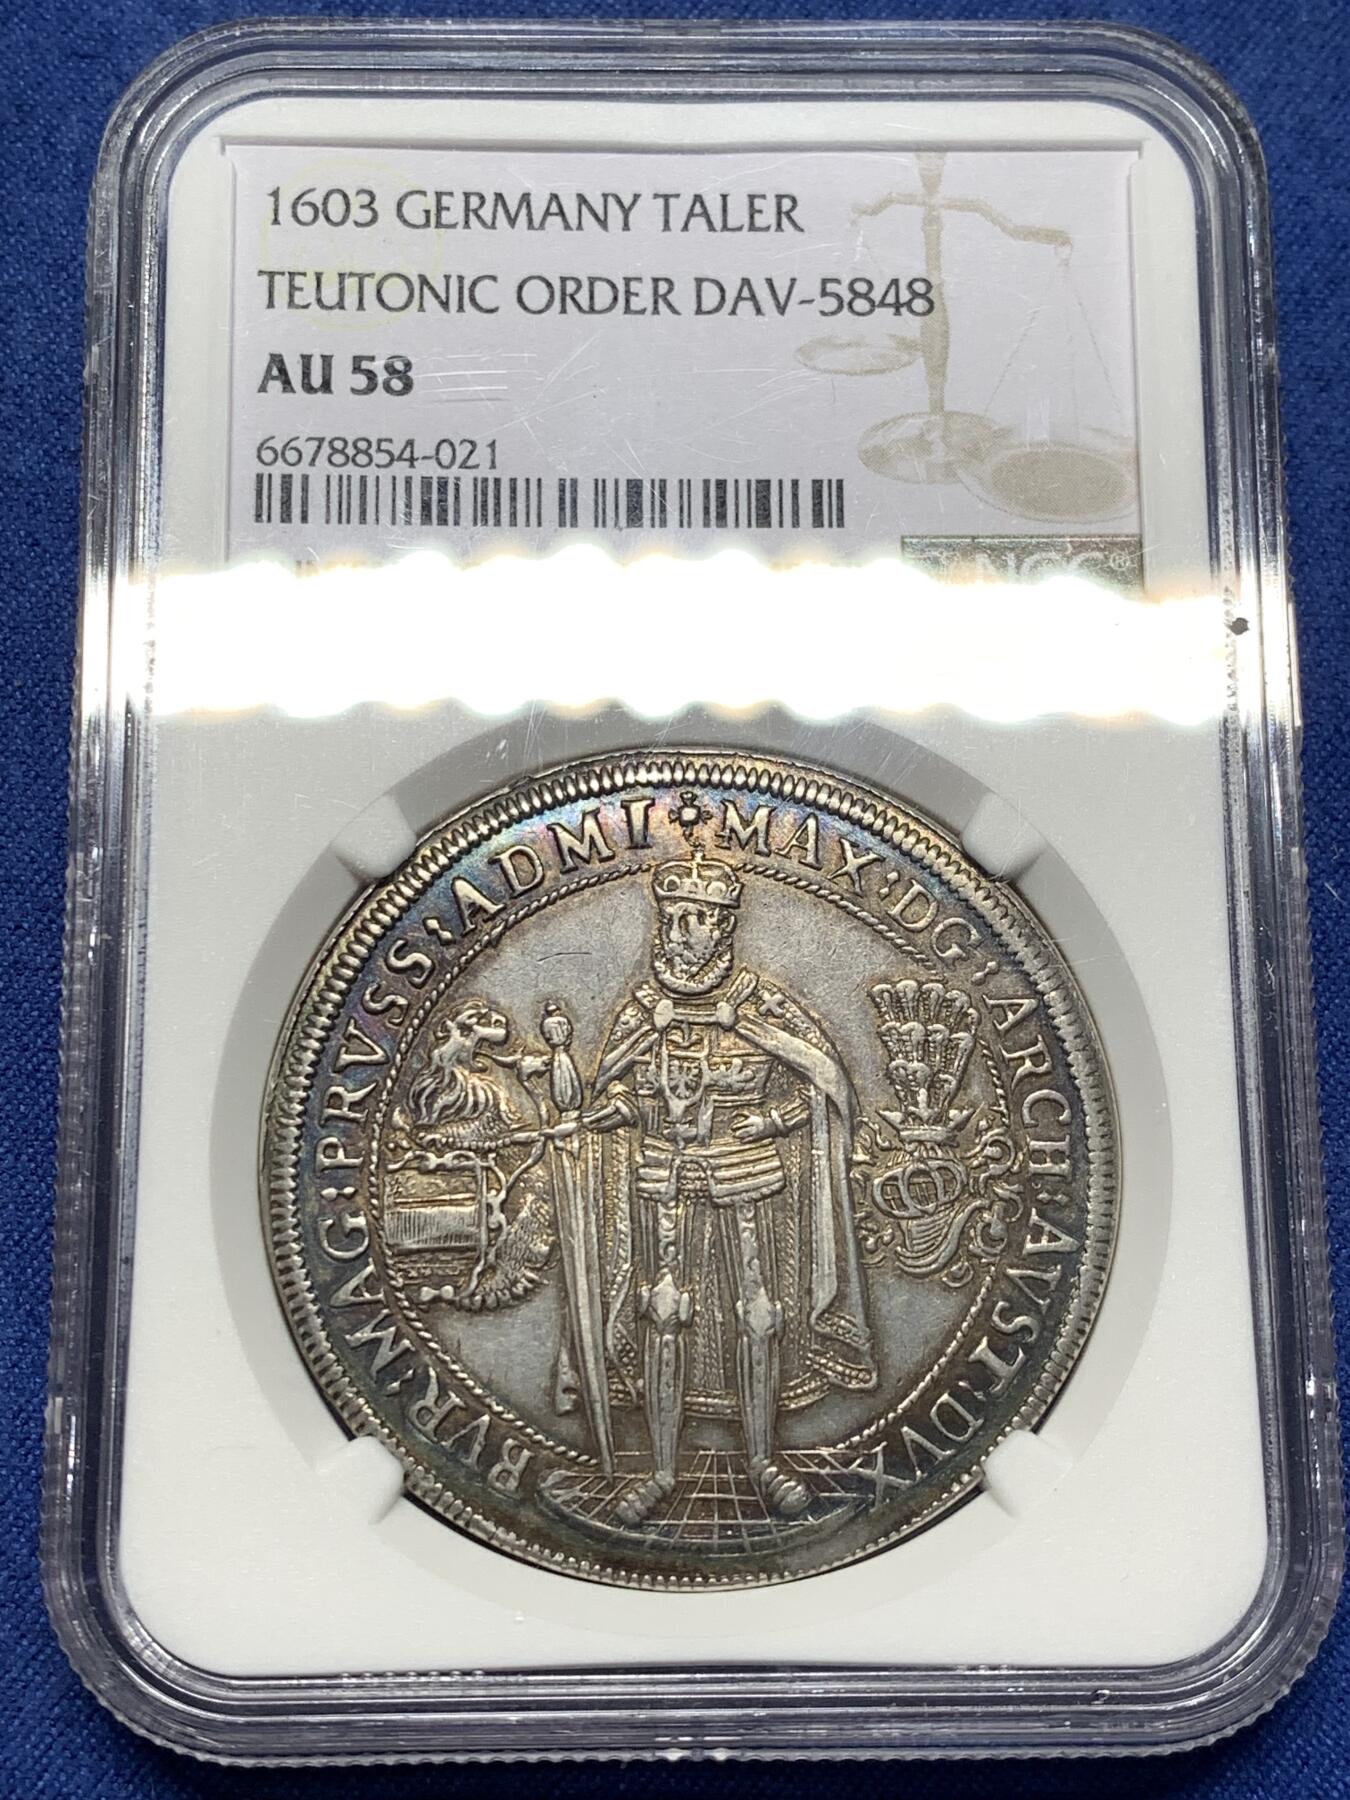 1603 GERMANY TALER
TEUTONIC ORDER DAV-5848
AU 58
6678854-021
NGC®
MAX:DG:ARCH:AVST:DVX
BVR:MAG:PRVSS:ADMI